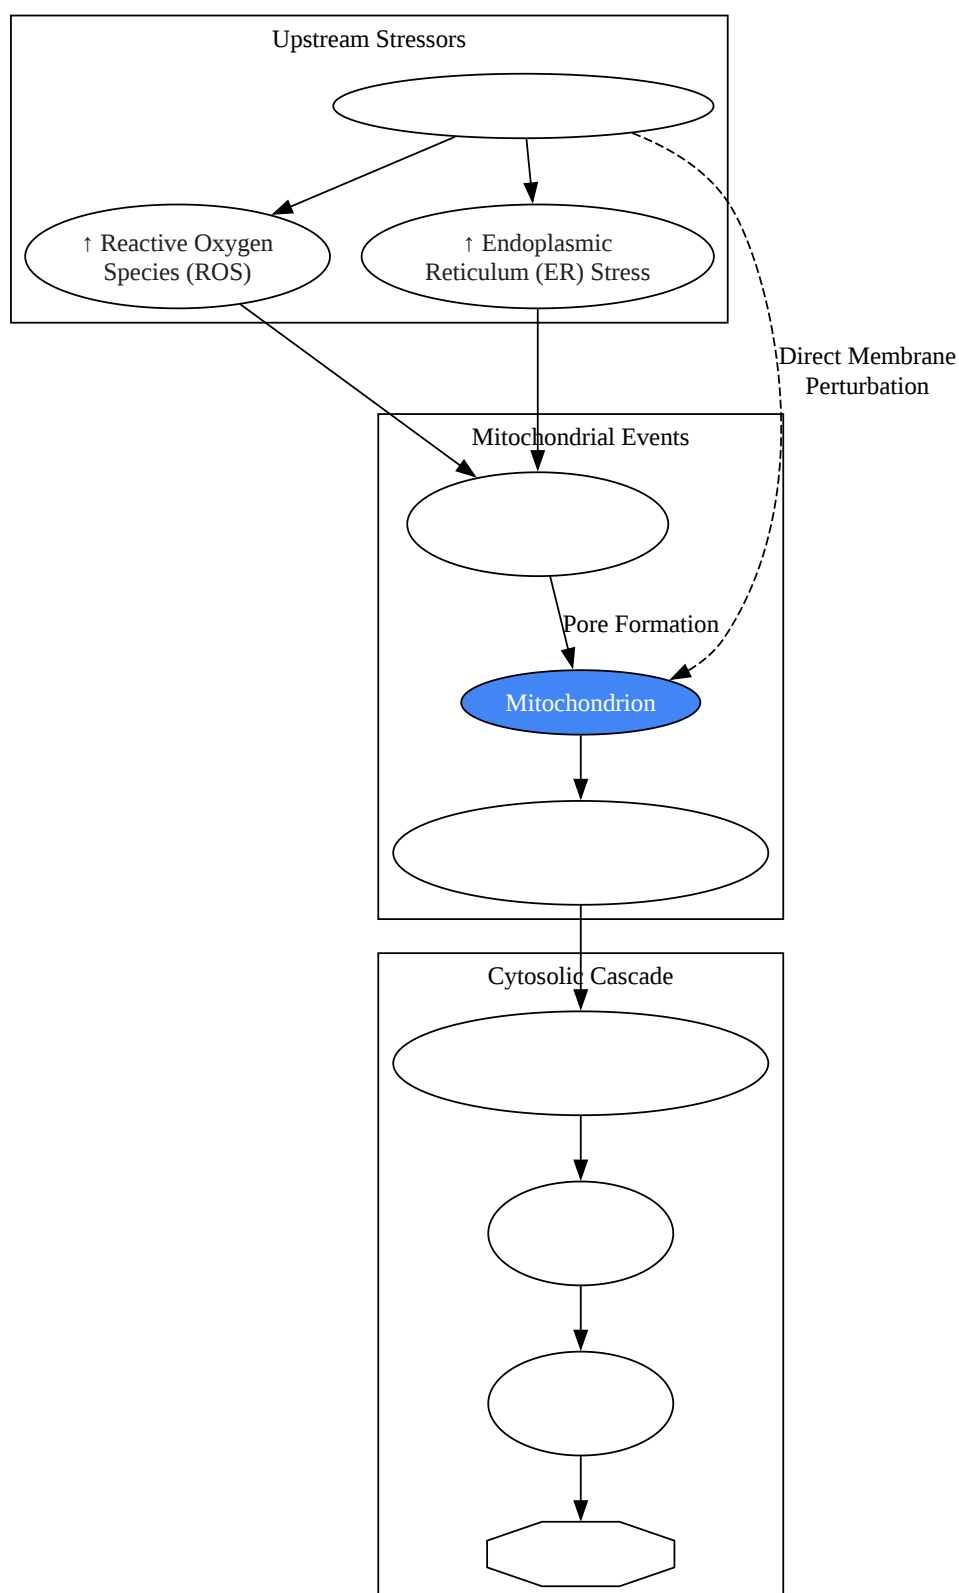 Upstream Stressors
↑ Reactive Oxygen
Species (ROS)
↑ Endoplasmic
Reticulum (ER) Stress
Direct Membrane
Perturbation
Mitochondrial Events
Pore Formation
Mitochondrion
Cytosolic Cascade